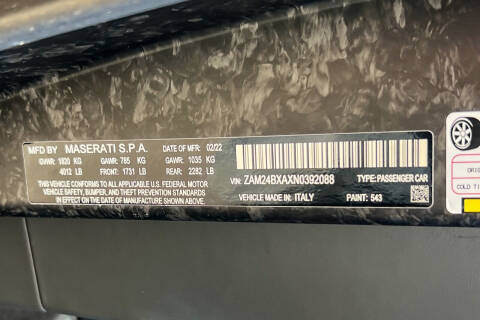 MFD BY MASERATI S.P.A. DATE OF MFR: 02/22
GVWR: 1820 KG GAWR: 785 KG GAWR: 1035 KG
4012 LB FRONT: 1731 LB REAR: 2282 LB
THIS VEHICLE CONFORMS TO ALL APPLICABLE U.S. FEDERAL MOTOR
VEHICLE SAFETY, BUMPER, AND THEFT PREVENTION STANDARDS
IN EFFECT ON THE DATE OF MANUFACTURE SHOWN ABOVE.
VIN: ZAM24BXAXN0392088 TYPE: PASSENGER CAR
VEHICLE MADE IN: ITALY PAINT: 543
ORI
COLD TI